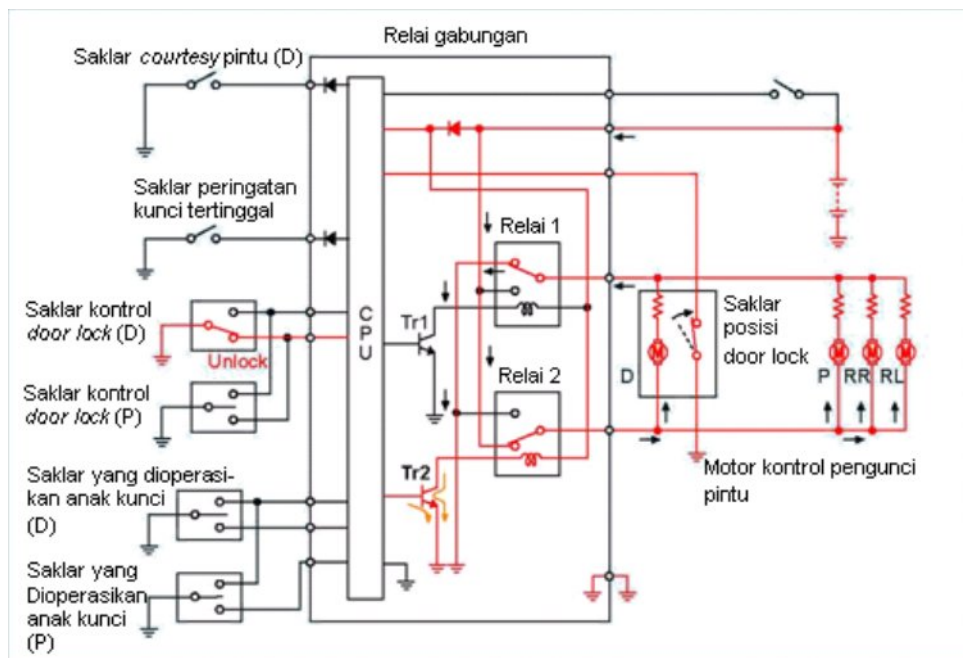 Relai gabungan
Saklar courtesy pintu (D)
Saklar peringatan
kunci tertinggal
Relai 1
Saklar kontrol
door lock (D)
Unlock
C
P
U
Tr1
Saklar
posisi
door lock
Saklar kontrol
door lock (P)
Relai 2
D
M
M
M
M
P
RR
RL
Saklar yang dioperasi-
kan anak kunci
(D)
Tr2
Motor kontrol pengunci
pintu
Saklar yang
Dioperasikan
anak kunci
(P)